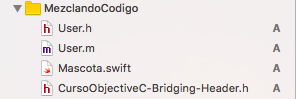 MezclandoCodigo
h User.h A
m User.m A
Mascota.swift A
h CursoObjectiveC-Bridging-Header.h A